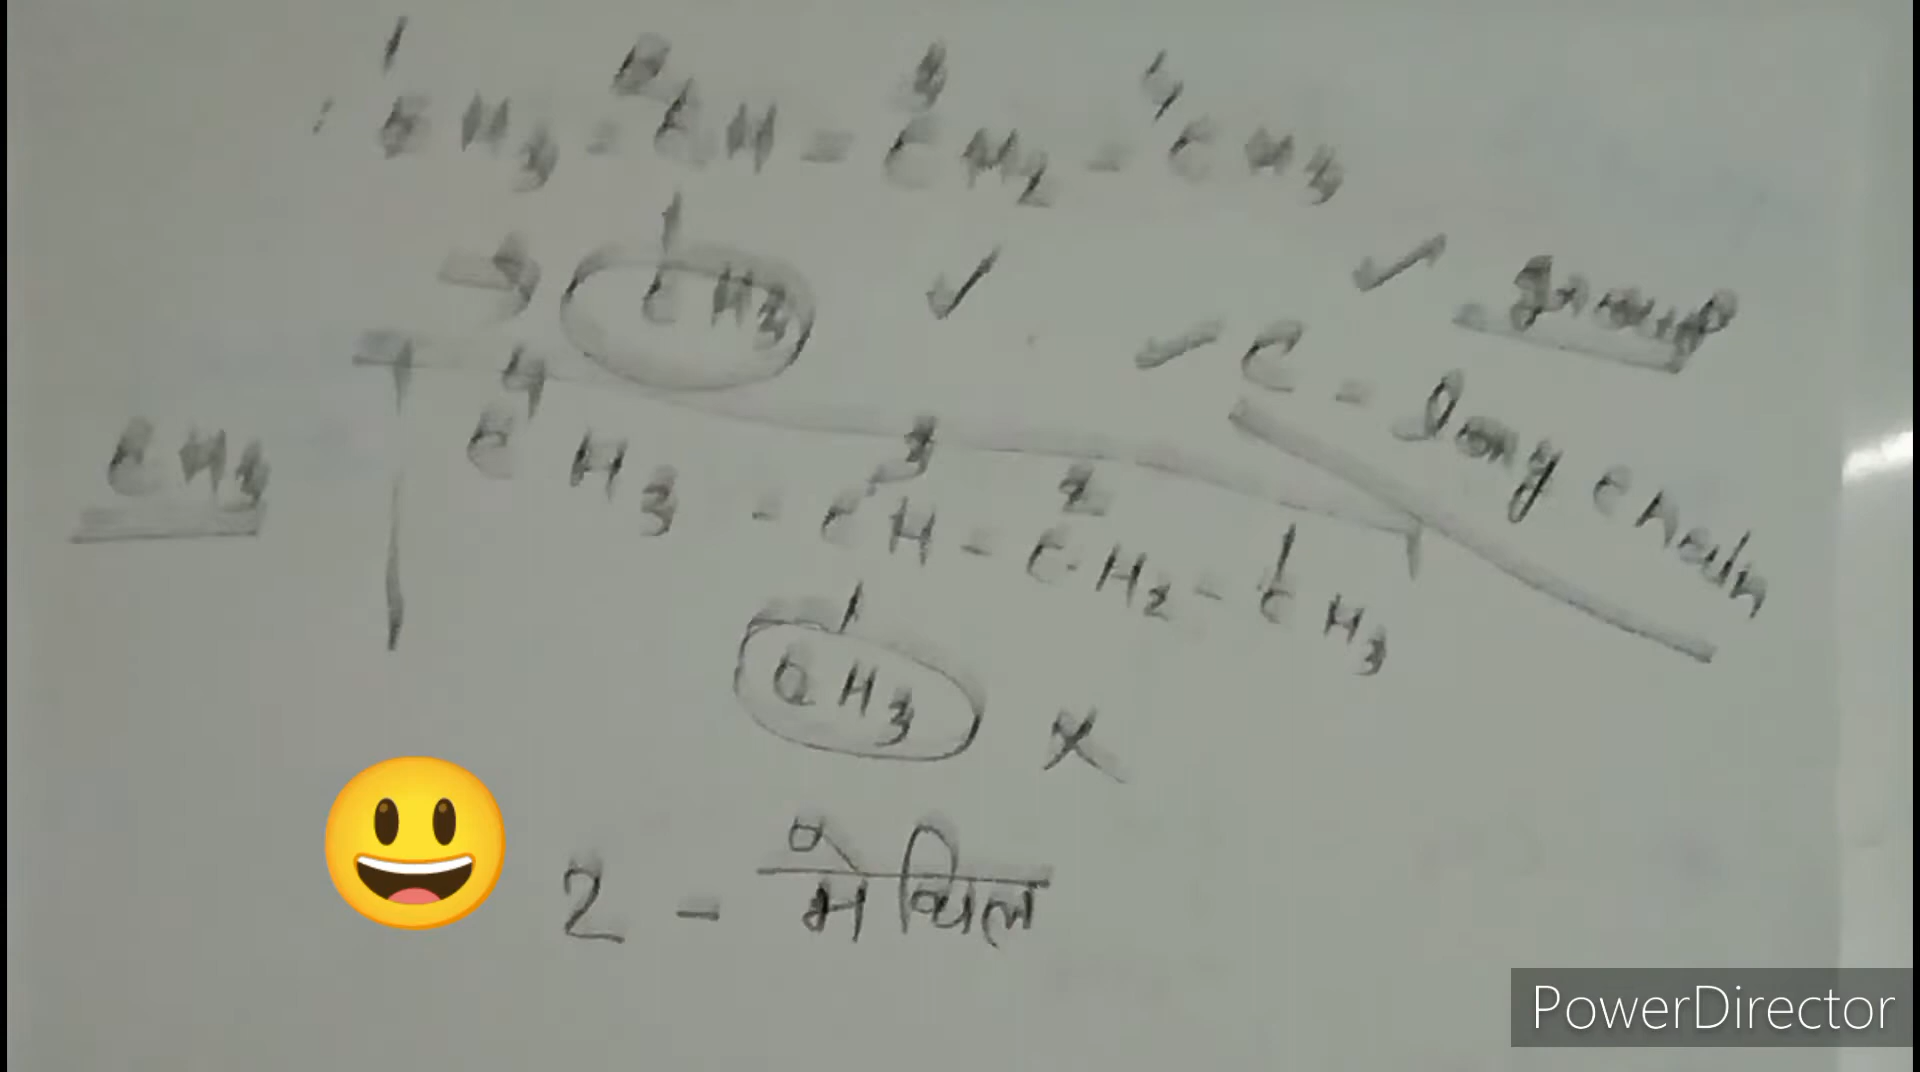 1 2 3 4
CH3 - CH - CH2 - CH3
→ CH3 ✓ ✓ group
✓ C - long chain
4 3 2 1
CH3 CH3 - CH - CH2 - CH3
CH3 ×
2 - मेथिल
PowerDirector